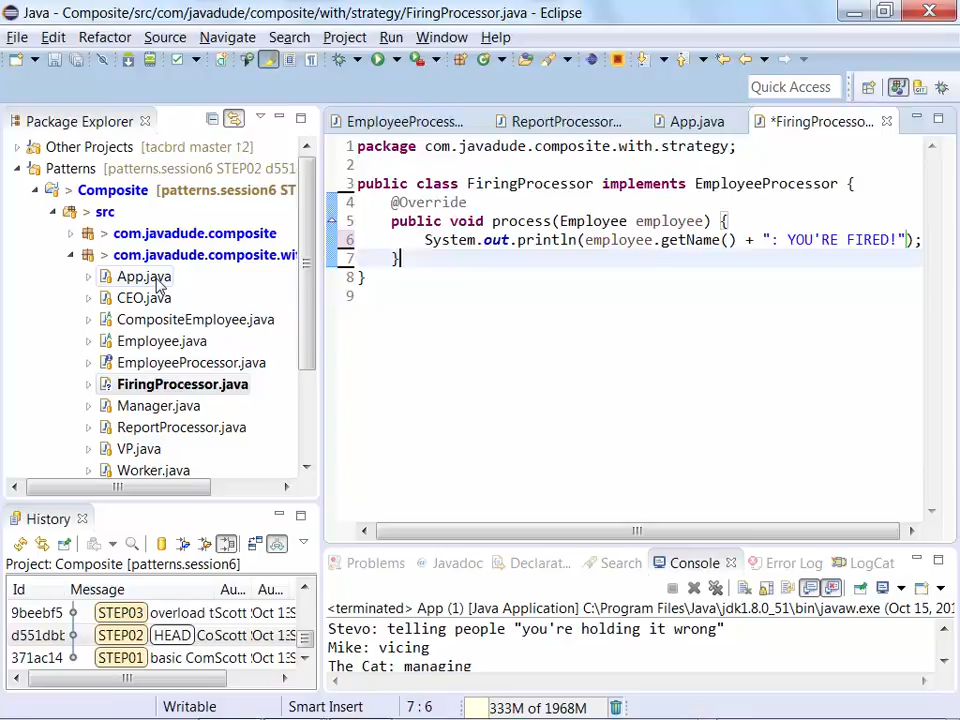 Java - Composite/src/com/javadude/composite/with/strategy/FiringProcessor.java - Eclipse
File Edit Refactor Source Navigate Search Project Run Window Help
Quick Access
Package Explorer
Other Projects [tacbrd master ↑2]
Patterns [patterns.session6 STEP02 d551
> Composite [patterns.session6 ST
> src
> com.javadude.composite
> com.javadude.composite.wi
App.java
CEO.java
CompositeEmployee.java
Employee.java
EmployeeProcessor.java
FiringProcessor.java
Manager.java
ReportProcessor.java
VP.java
Worker.java
EmployeeProcess... ReportProcessor... App.java *FiringProcesso...
1 package com.javadude.composite.with.strategy;
2
3 public class FiringProcessor implements EmployeeProcessor {
4 @Override
5 public void process(Employee employee) {
6 System.out.println(employee.getName() + ": YOU'RE FIRED!");
7 }
8 }
9
History
Project: Composite [patterns.session6]
Id Message Au... Au...
9beebf5 STEP03 overload t Scott Oct 1 3S
d551dbb STEP02 HEAD Co Scott Oct 1 3S
371ac14 STEP01 basic Com Scott Oct 1 3S
Problems Javadoc Declarat... Search Console Error Log LogCat
<terminated> App (1) [Java Application] C:\Program Files\Java\jdk1.8.0_51\bin\javaw.exe (Oct 15, 201
Stevo: telling people "you're holding it wrong"
Mike: vicing
The Cat: managing
Writable Smart Insert 7 : 6 333M of 1968M